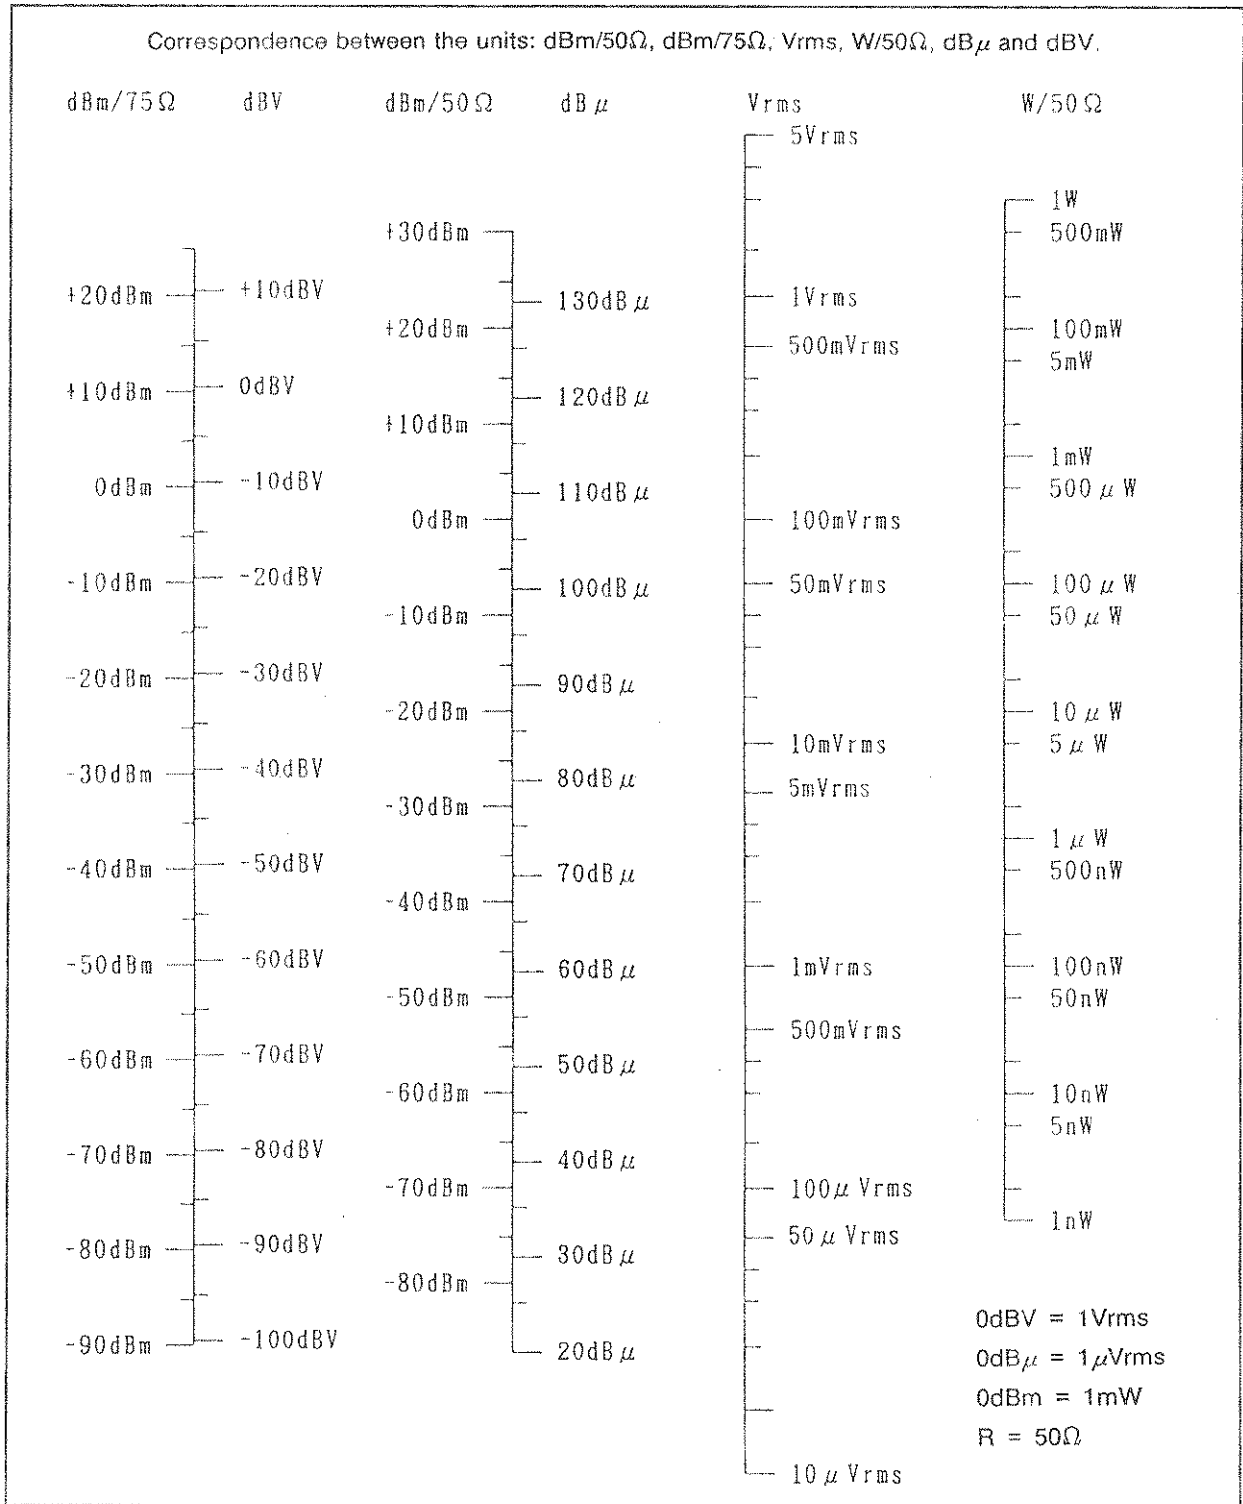 Correspondence between the units: dBm/50Ω, dBm/75Ω, Vrms, W/50Ω, dBμ and dBV.
dBm/75Ω
dBV
dBm/50Ω
dBμ
Vrms
W/50Ω
+20dBm
+10dBm
0dBm
-10dBm
-20dBm
-30dBm
-40dBm
-50dBm
-60dBm
-70dBm
-80dBm
-90dBm
+10dBV
0dBV
-10dBV
-20dBV
-30dBV
-40dBV
-50dBV
-60dBV
-70dBV
-80dBV
-90dBV
-100dBV
+30dBm
+20dBm
+10dBm
0dBm
-10dBm
-20dBm
-30dBm
-40dBm
-50dBm
-60dBm
-70dBm
-80dBm
130dBμ
120dBμ
110dBμ
100dBμ
90dBμ
80dBμ
70dBμ
60dBμ
50dBμ
40dBμ
30dBμ
20dBμ
5Vrms
1Vrms
500mVrms
100mVrms
50mVrms
10mVrms
5mVrms
1mVrms
500mVrms
100μVrms
50μVrms
10μVrms
1W
500mW
100mW
5mW
1mW
500μW
100μW
50μW
10μW
5μW
1μW
500nW
100nW
50nW
10nW
5nW
1nW
0dBV = 1Vrms
0dBμ = 1μVrms
0dBm = 1mW
R = 50Ω